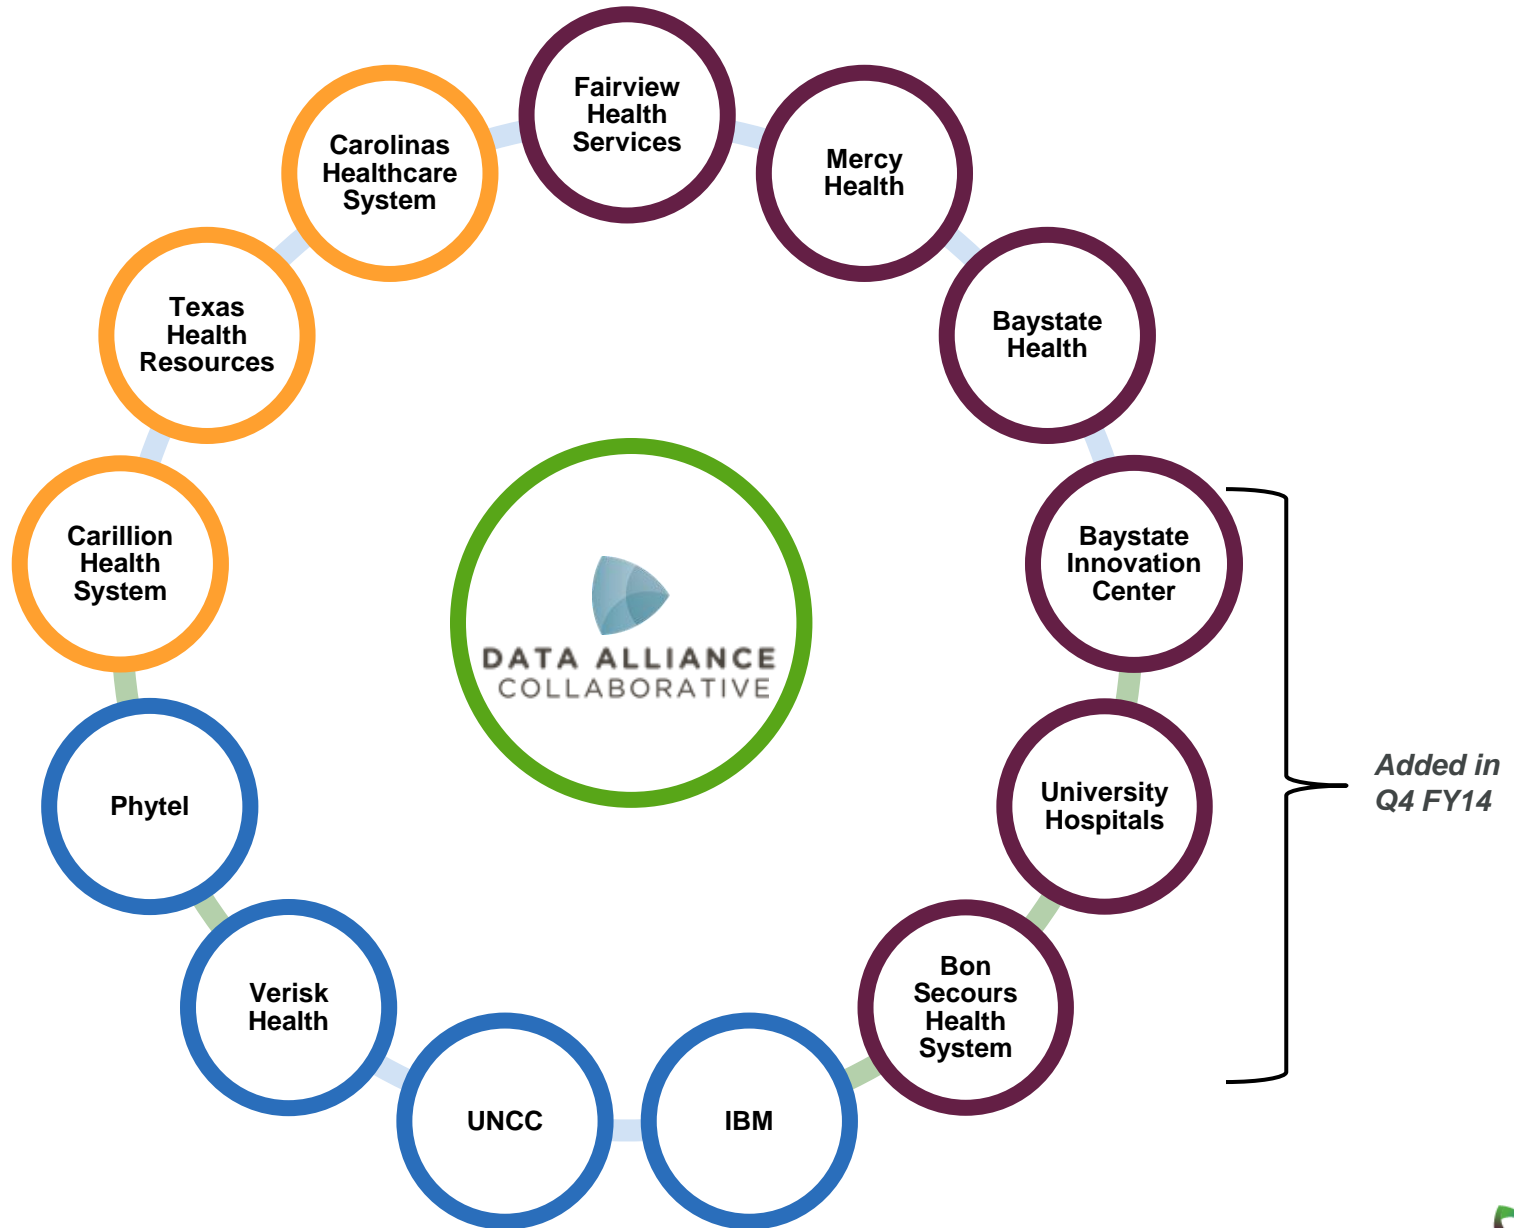 Fairview
Health
Services
Mercy
Health
Baystate
Health
Baystate
Innovation
Center
University
Hospitals
Bon
Secours
Health
System
IBM
UNCC
Verisk
Health
Phytel
Carillion
Health
System
Texas
Health
Resources
Carolinas
Healthcare
System
DATA ALLIANCE
COLLABORATIVE
Added in
Q4 FY14